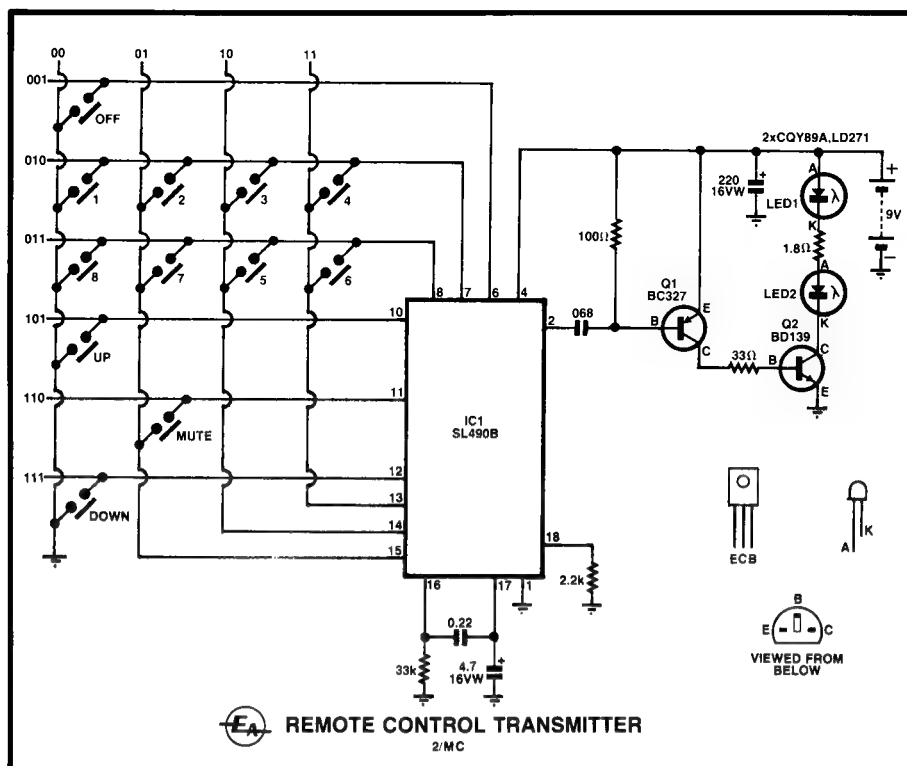 00 01 10 11
001
OFF
010
1 2 3 4
011
8 7 5 6
101
UP
110
MUTE
111
DOWN
8 7 6 4
10
11
12
13
14
15
IC1
SL490B
2
18
16 17 1
068
100Ω
Q1
BC327
B E C
33Ω
220
16VW
+
2xCQY89A,LD271
A
LED1
λ
K
1.8Ω
A
LED2
λ
K
Q2
BD139
B C E
+
9V
−
2.2k
0.22
33k
4.7
16VW
+
ECB
A K
B
E C
VIEWED FROM
BELOW
EA REMOTE CONTROL TRANSMITTER
2/MC